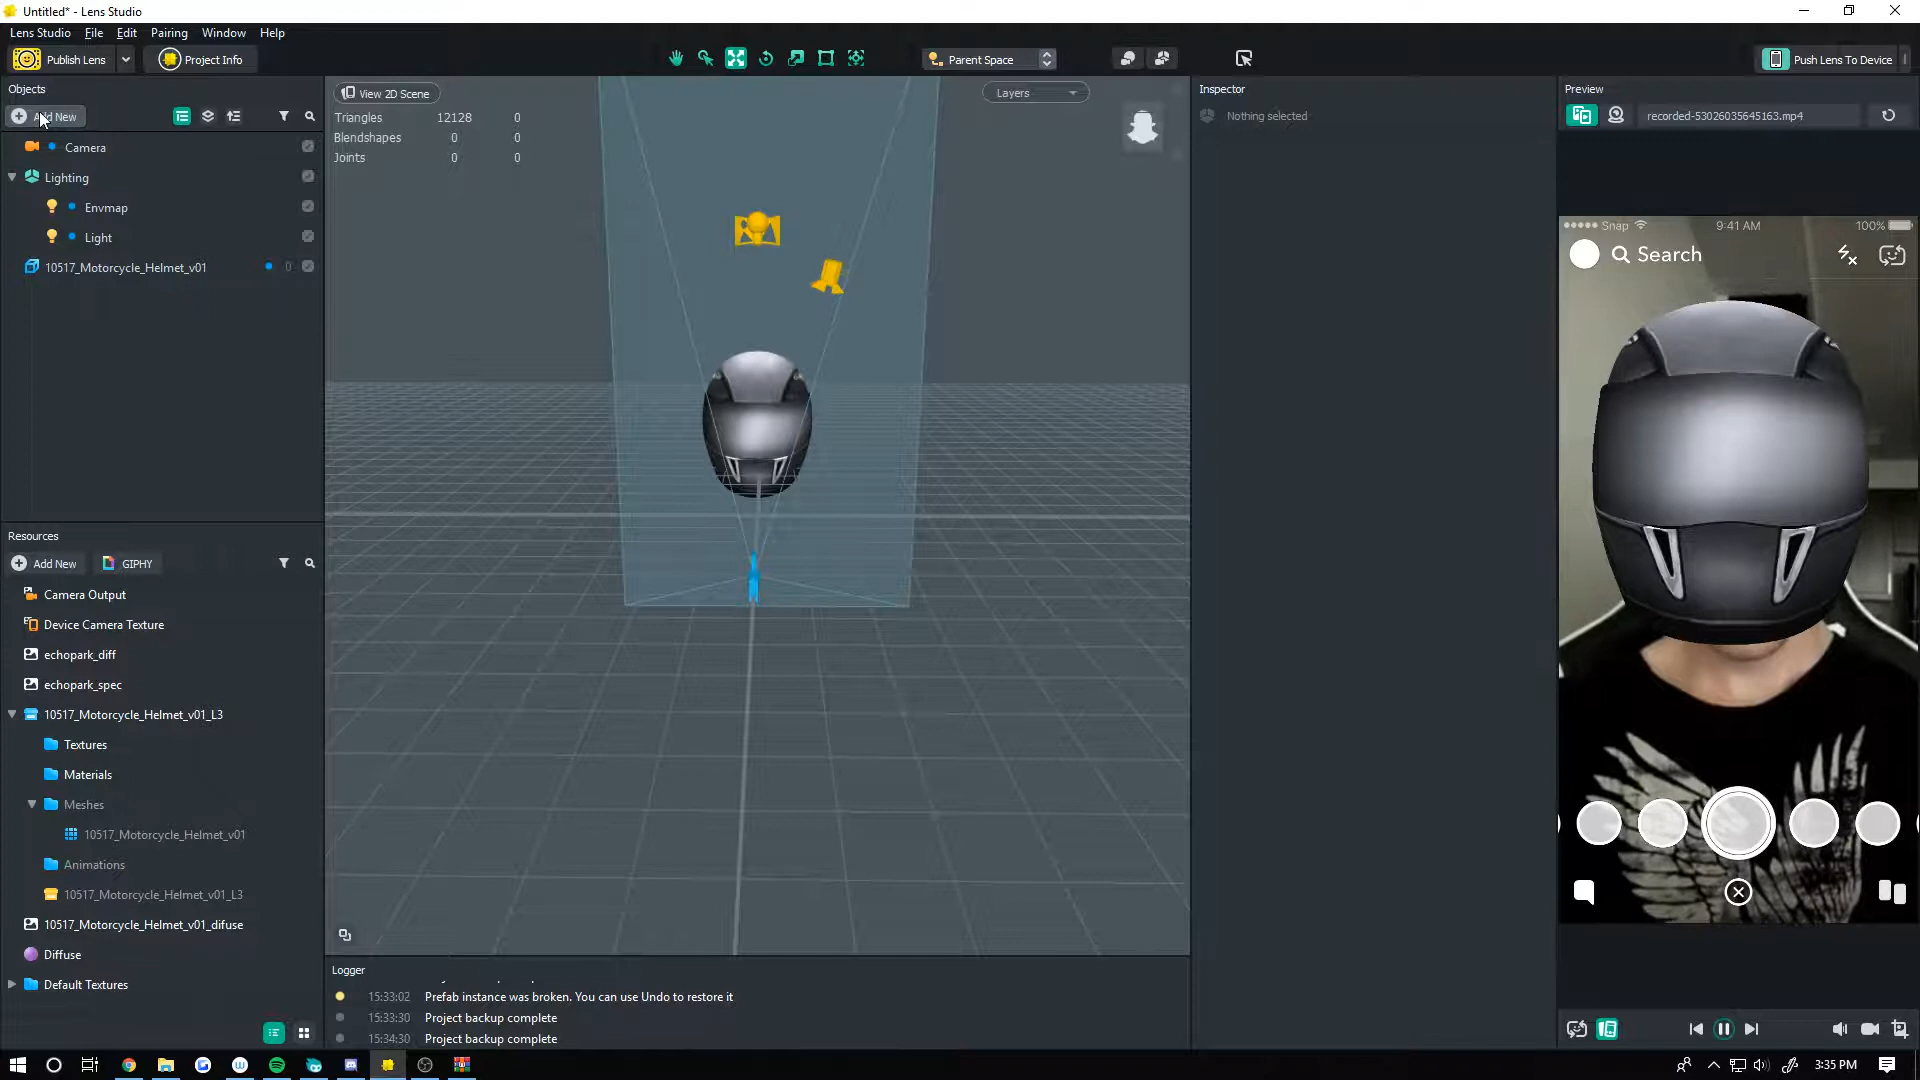 Untitled* - Lens Studio
Lens Studio File Edit Pairing Window Help
Publish Lens Project Info Parent Space Push Lens To Device
Objects
Add New
Camera
Lighting
Envmap
Light
10517_Motorcycle_Helmet_v01 0
Resources
Add New GIPHY
Camera Output
Device Camera Texture
echopark_diff
echopark_spec
10517_Motorcycle_Helmet_v01_L3
Textures
Materials
Meshes
10517_Motorcycle_Helmet_v01
Animations
10517_Motorcycle_Helmet_v01_L3
10517_Motorcycle_Helmet_v01_difuse
Diffuse
Default Textures
View 2D Scene Layers
Triangles 12128 0
Blendshapes 0 0
Joints 0 0
Logger
15:33:02 Prefab instance was broken. You can use Undo to restore it
15:33:30 Project backup complete
15:34:30 Project backup complete
Inspector
Nothing selected
Preview
recorded-53026035645163.mp4
Snap 9:41 AM 100%
Search
3:35 PM